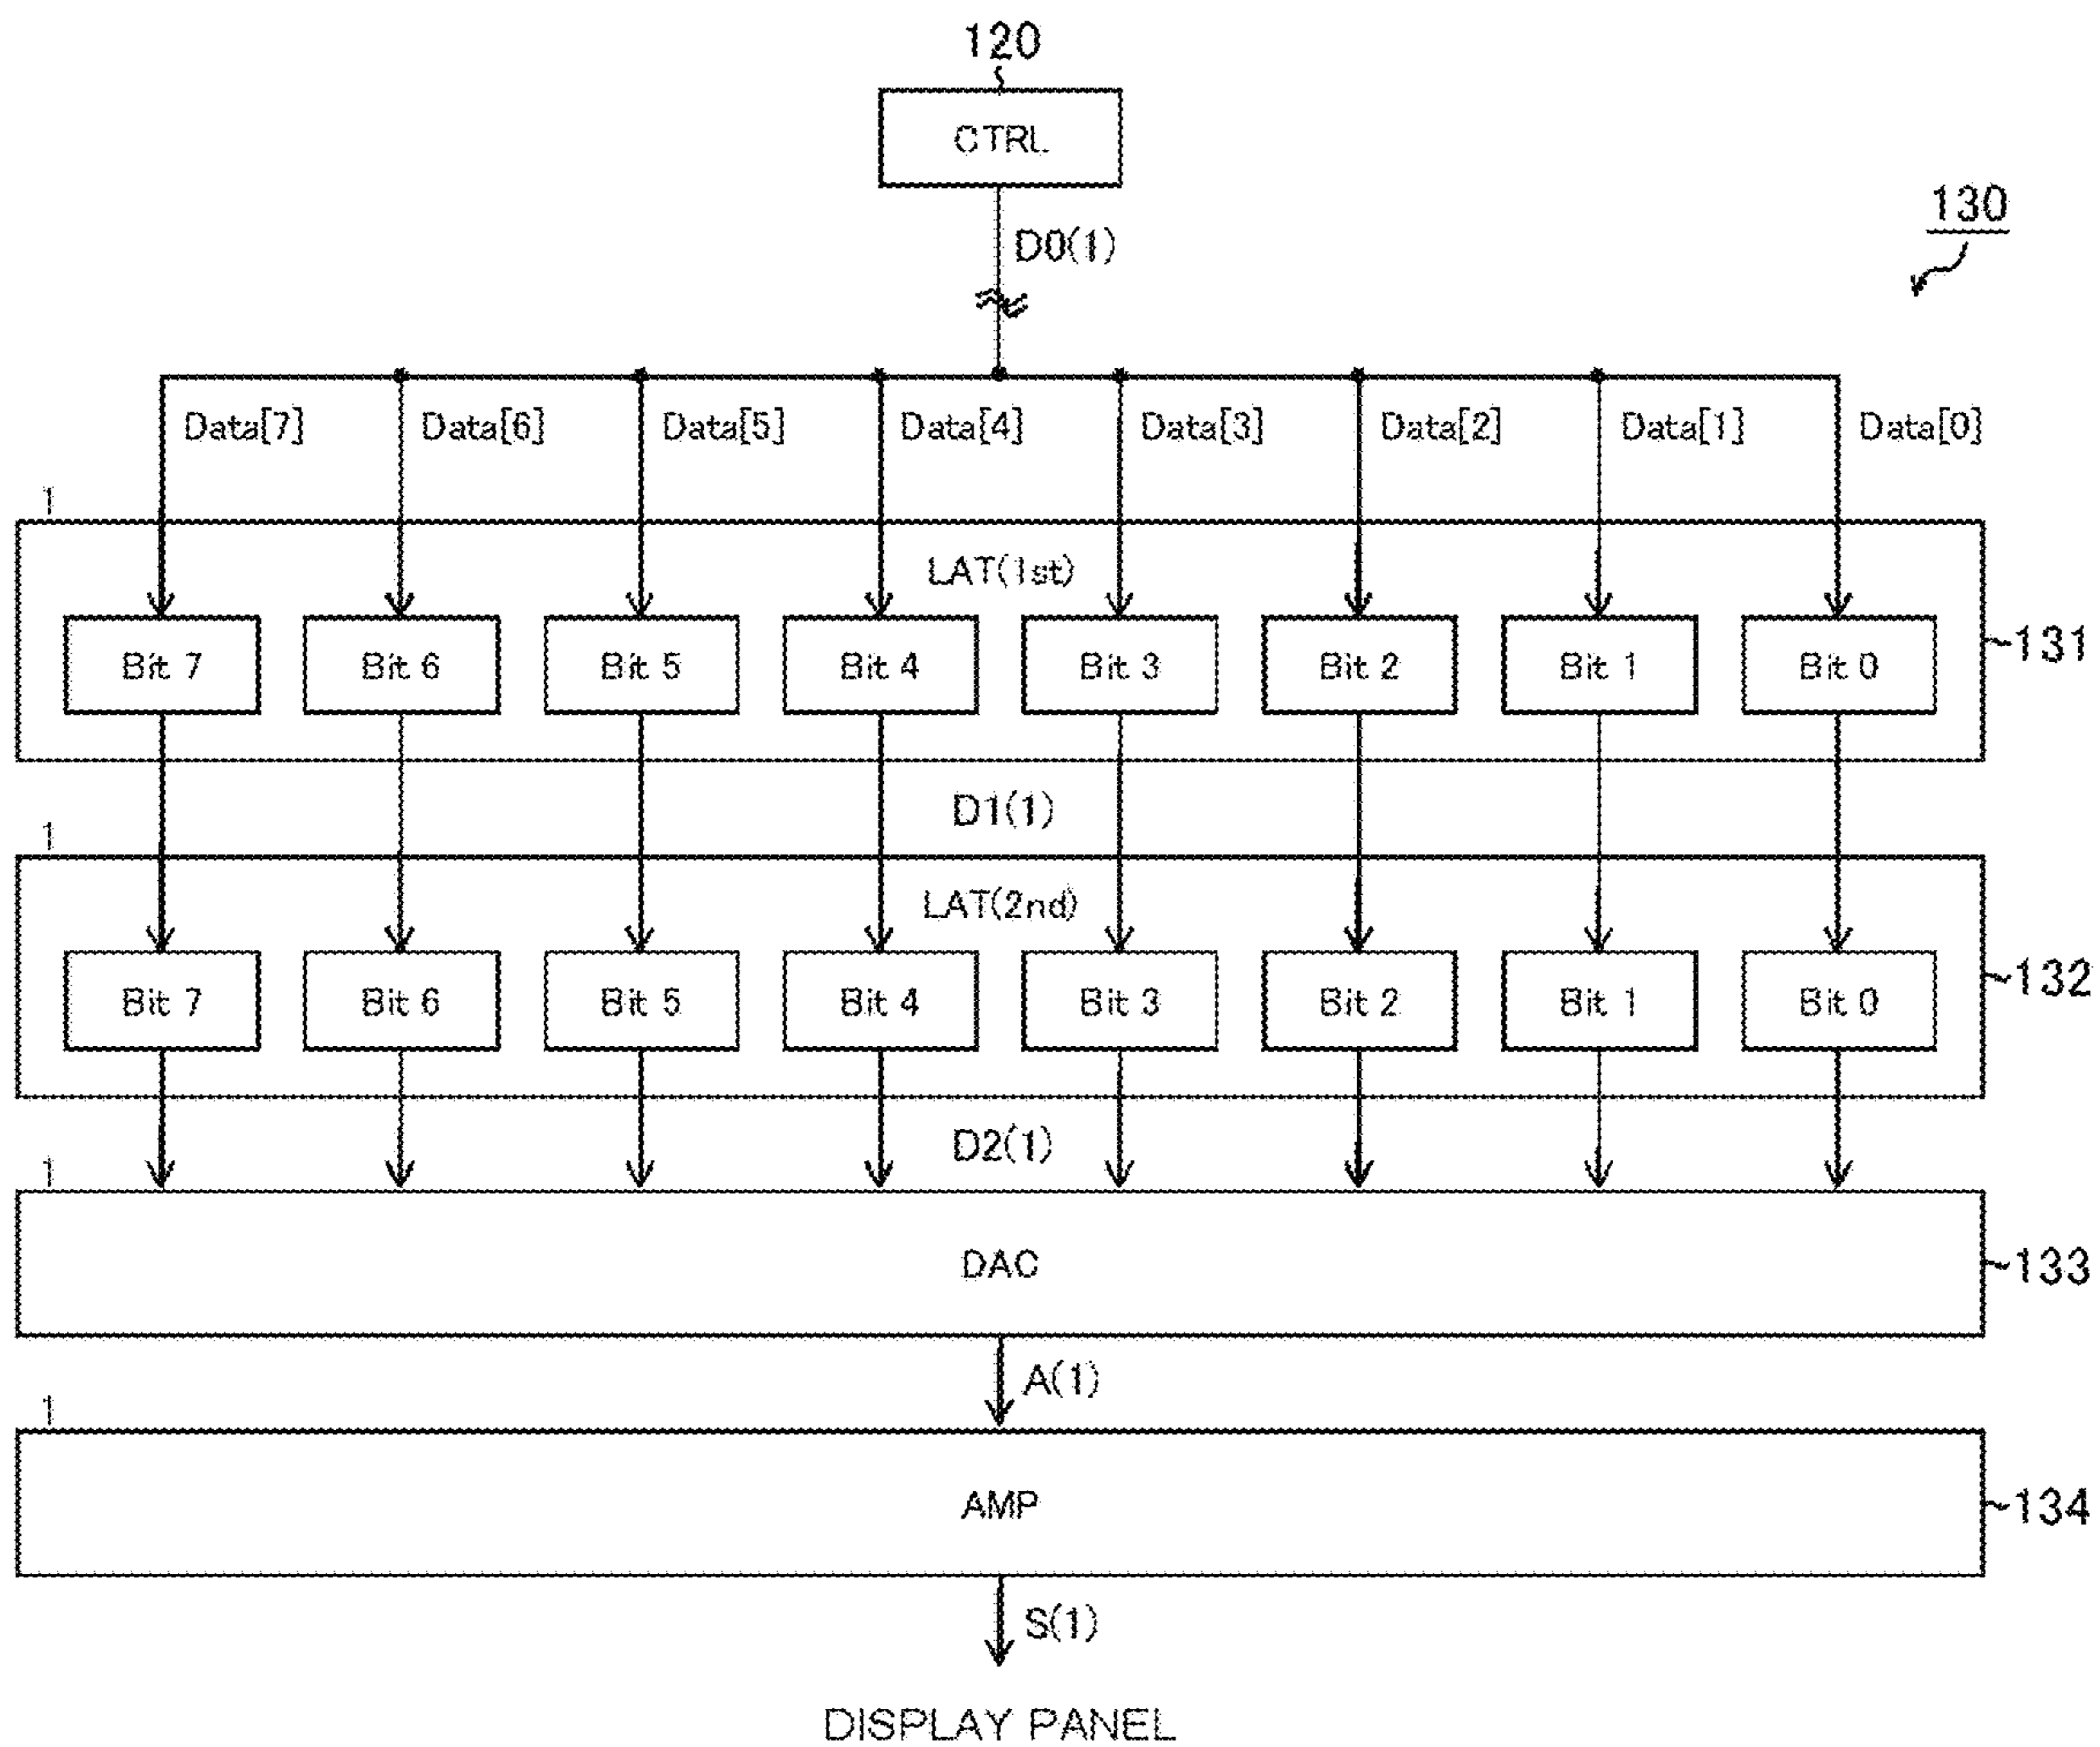 120
CTRL
130
D0(1)
Data[7] Data[6] Data[5] Data[4] Data[3] Data[2] Data[1] Data[0]
1
LAT(1st)
Bit 7 Bit 6 Bit 5 Bit 4 Bit 3 Bit 2 Bit 1 Bit 0 131
D1(1)
1
LAT(2nd)
Bit 7 Bit 6 Bit 5 Bit 4 Bit 3 Bit 2 Bit 1 Bit 0 132
D2(1)
1
DAC 133
A(1)
1
AMP 134
S(1)
DISPLAY PANEL